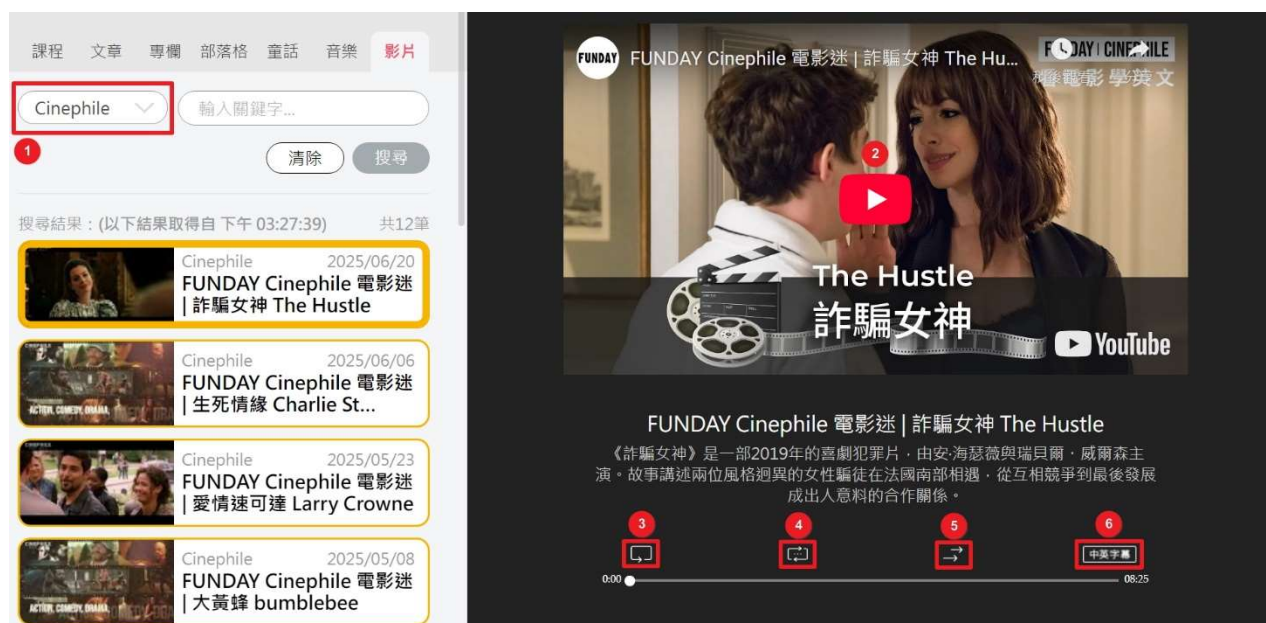 課程 文章 專欄 部落格 童話 音樂 影片
Cinephile
輸入關鍵字...
1
清除 搜尋
搜尋結果：(以下結果取得自 下午 03:27:39) 共12筆
Cinephile 2025/06/20
FUNDAY Cinephile 電影迷
| 詐騙女神 The Hustle
Cinephile 2025/06/06
FUNDAY Cinephile 電影迷
| 生死情緣 Charlie St...
ACTION, COMEDY, DRAMA,
Cinephile 2025/05/23
FUNDAY Cinephile 電影迷
| 愛情速可達 Larry Crowne
Cinephile 2025/05/08
FUNDAY Cinephile 電影迷
| 大黃蜂 bumblebee
ACTION, COMEDY, DRAMA,
FUNDAY
FUNDAY Cinephile 電影迷 | 詐騙女神 The Hu...
電影學英文
2
The Hustle
詐騙女神
YouTube
FUNDAY Cinephile 電影迷 | 詐騙女神 The Hustle
《詐騙女神》是一部2019年的喜劇犯罪片，由安·海瑟薇與瑞貝爾·威爾森主
演。故事講述兩位風格迥異的女性騙徒在法國南部相遇，從互相競爭到最後發展
成出人意料的合作關係。
3 4 5 6
中英字幕
0:00 08:25